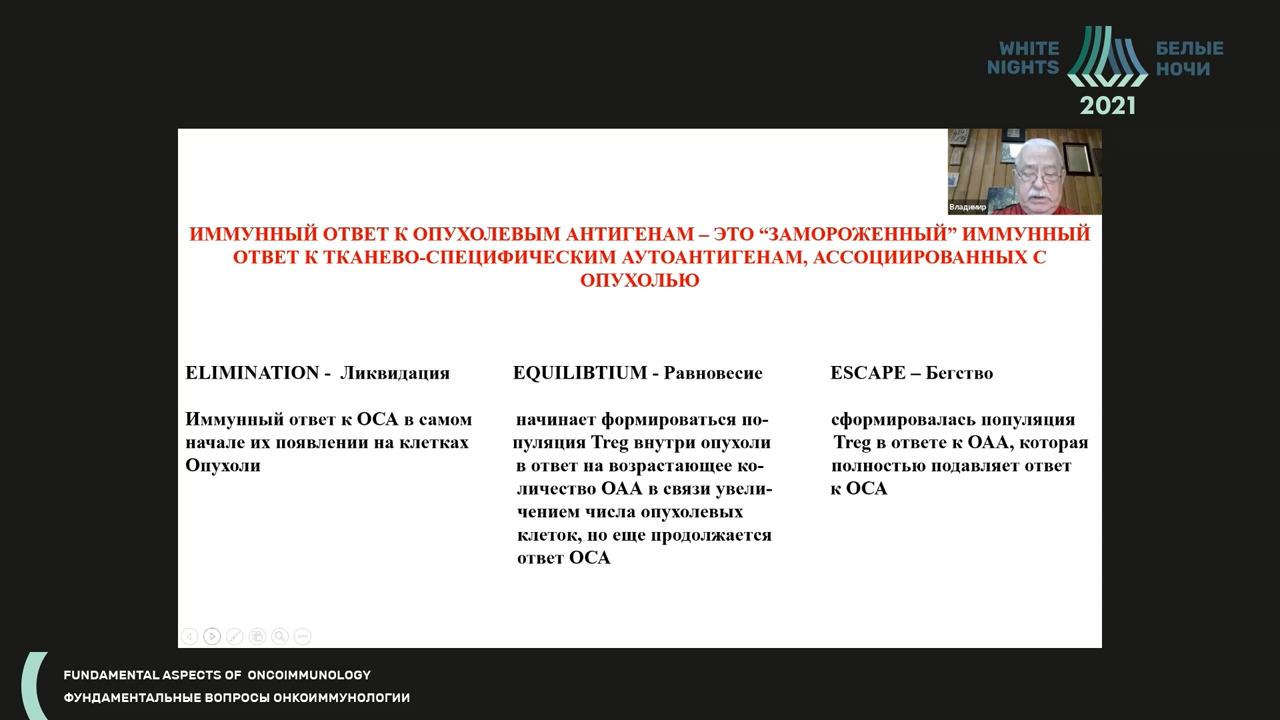 WHITE
NIGHTS
БЕЛЫЕ
НОЧИ
2021
Владимир
ИММУННЫЙ ОТВЕТ К ОПУХОЛЕВЫМ АНТИГЕНАМ – ЭТО “ЗАМОРОЖЕННЫЙ” ИММУННЫЙ
ОТВЕТ К ТКАНЕВО-СПЕЦИФИЧЕСКИМ АУТОАНТИГЕНАМ, АССОЦИИРОВАННЫХ С
ОПУХОЛЬЮ
ELIMINATION - Ликвидация
Иммунный ответ к ОСА в самом
начале их появлении на клетках
Опухоли
EQUILIBTIUM - Равновесие
начинает формироваться по-
пуляция Treg внутри опухоли
в ответ на возрастающее ко-
личество ОАА в связи увели-
чением числа опухолевых
клеток, но еще продолжается
ответ ОСА
ESCAPE – Бегство
сформировалась популяция
Treg в ответе к ОАА, которая
полностью подавляет ответ
к ОСА
FUNDAMENTAL ASPECTS OF ONCOIMMUNOLOGY
ФУНДАМЕНТАЛЬНЫЕ ВОПРОСЫ ОНКОИММУНОЛОГИИ